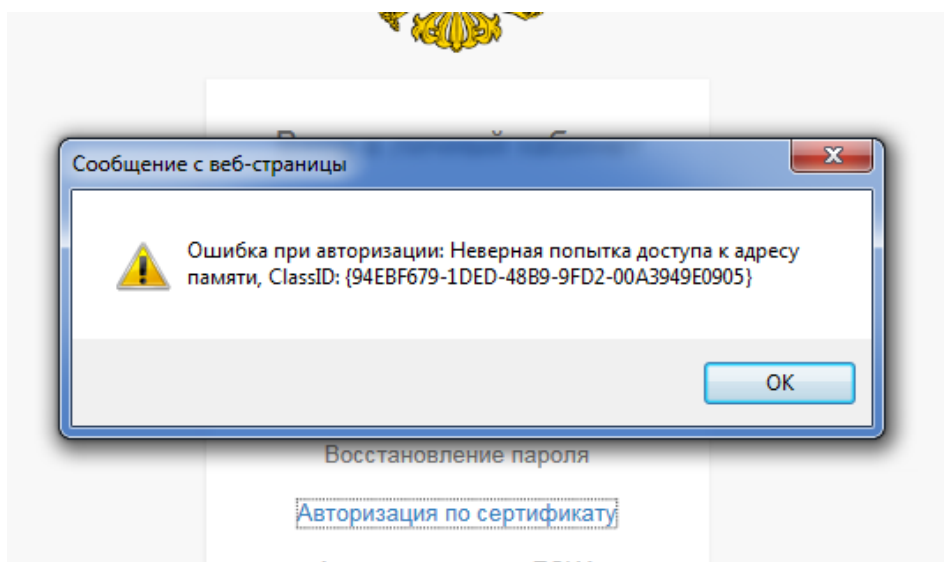 Сообщение с веб-страницы
Ошибка при авторизации: Неверная попытка доступа к адресу
памяти, ClassID: {94EBF679-1DED-48B9-9FD2-00A3949E0905}
OK
Восстановление пароля
Авторизация по сертификату